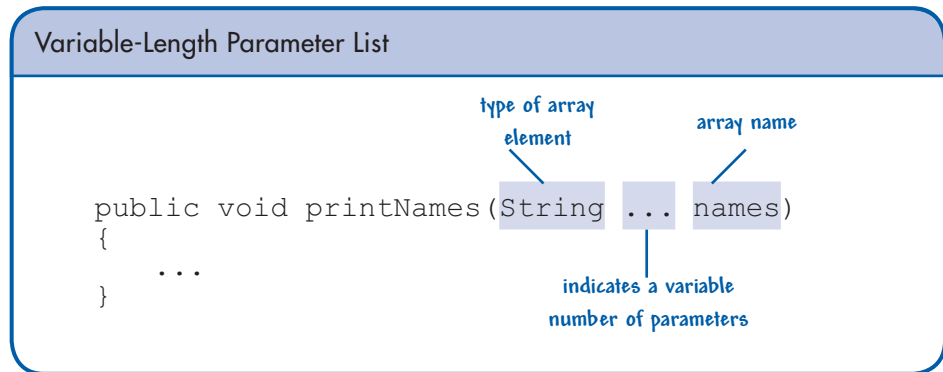 Variable-Length Parameter List
type of array
element
array name
public void printNames(String ... names)
{
...
}
indicates a variable
number of parameters